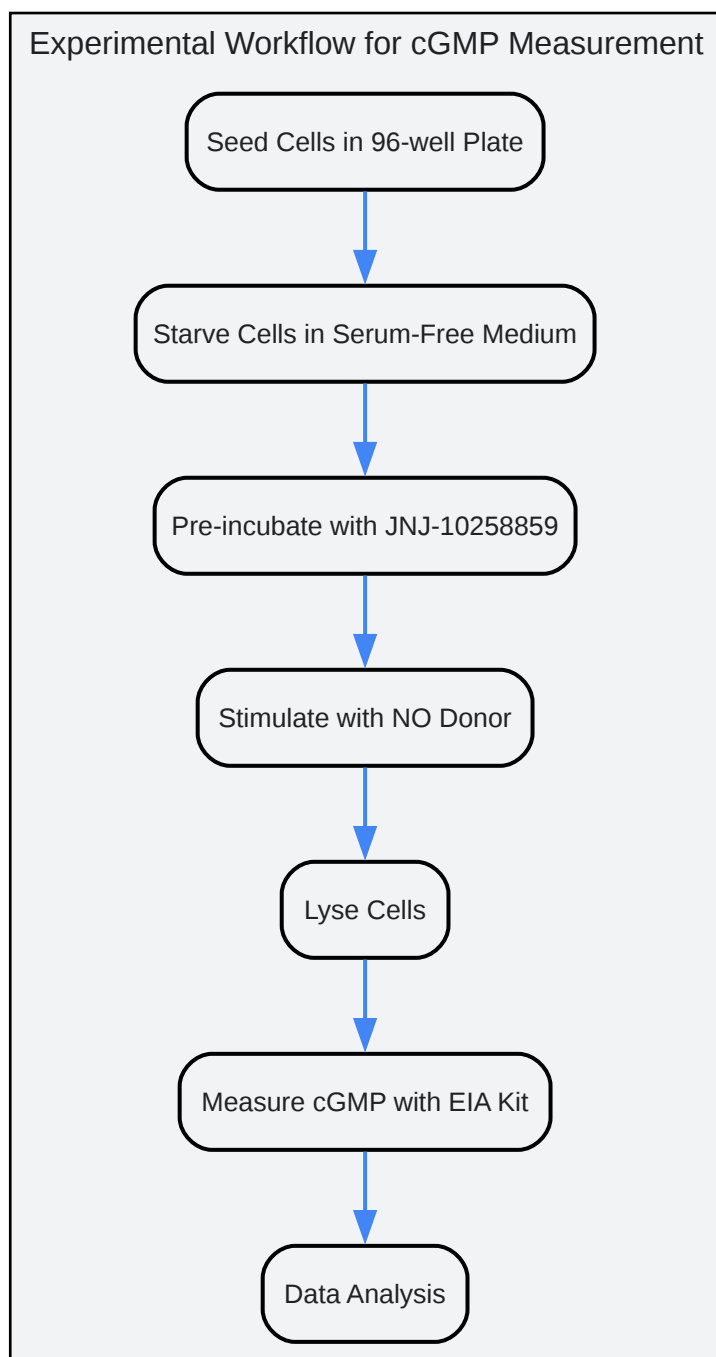 Experimental Workflow for cGMP Measurement
Seed Cells in 96-well Plate
Starve Cells in Serum-Free Medium
Pre-incubate with JNJ-10258859
Stimulate with NO Donor
Lyse Cells
Measure cGMP with EIA Kit
Data Analysis